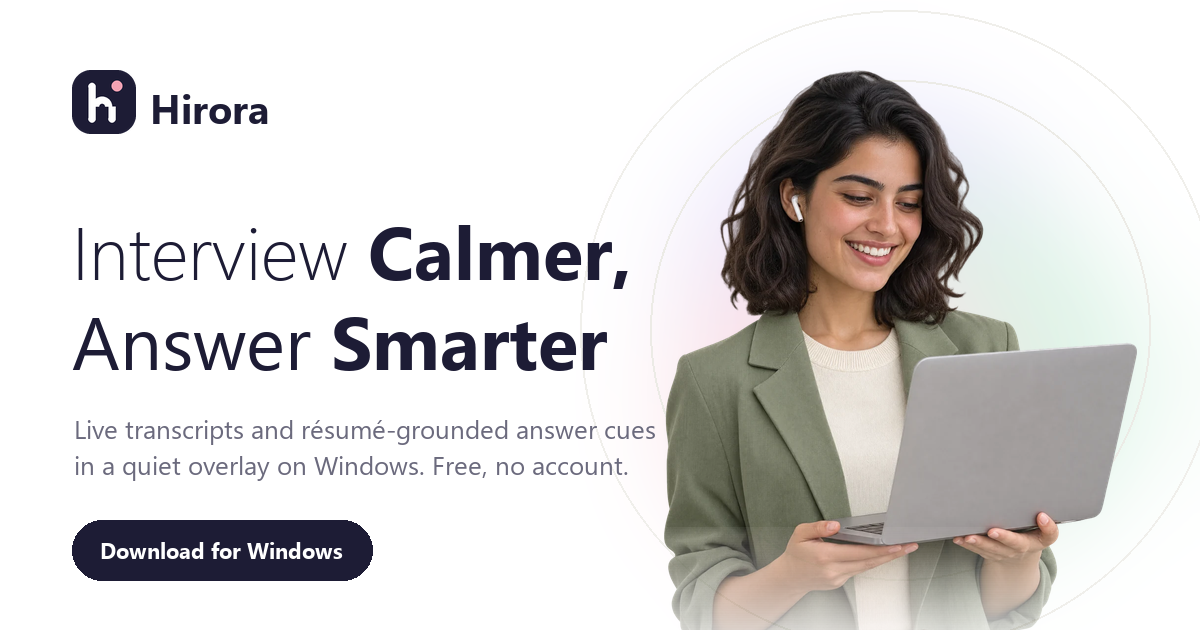 Hirora
Interview Calmer,
Answer Smarter
Live transcripts and résumé-grounded answer cues
in a quiet overlay on Windows. Free, no account.
Download for Windows